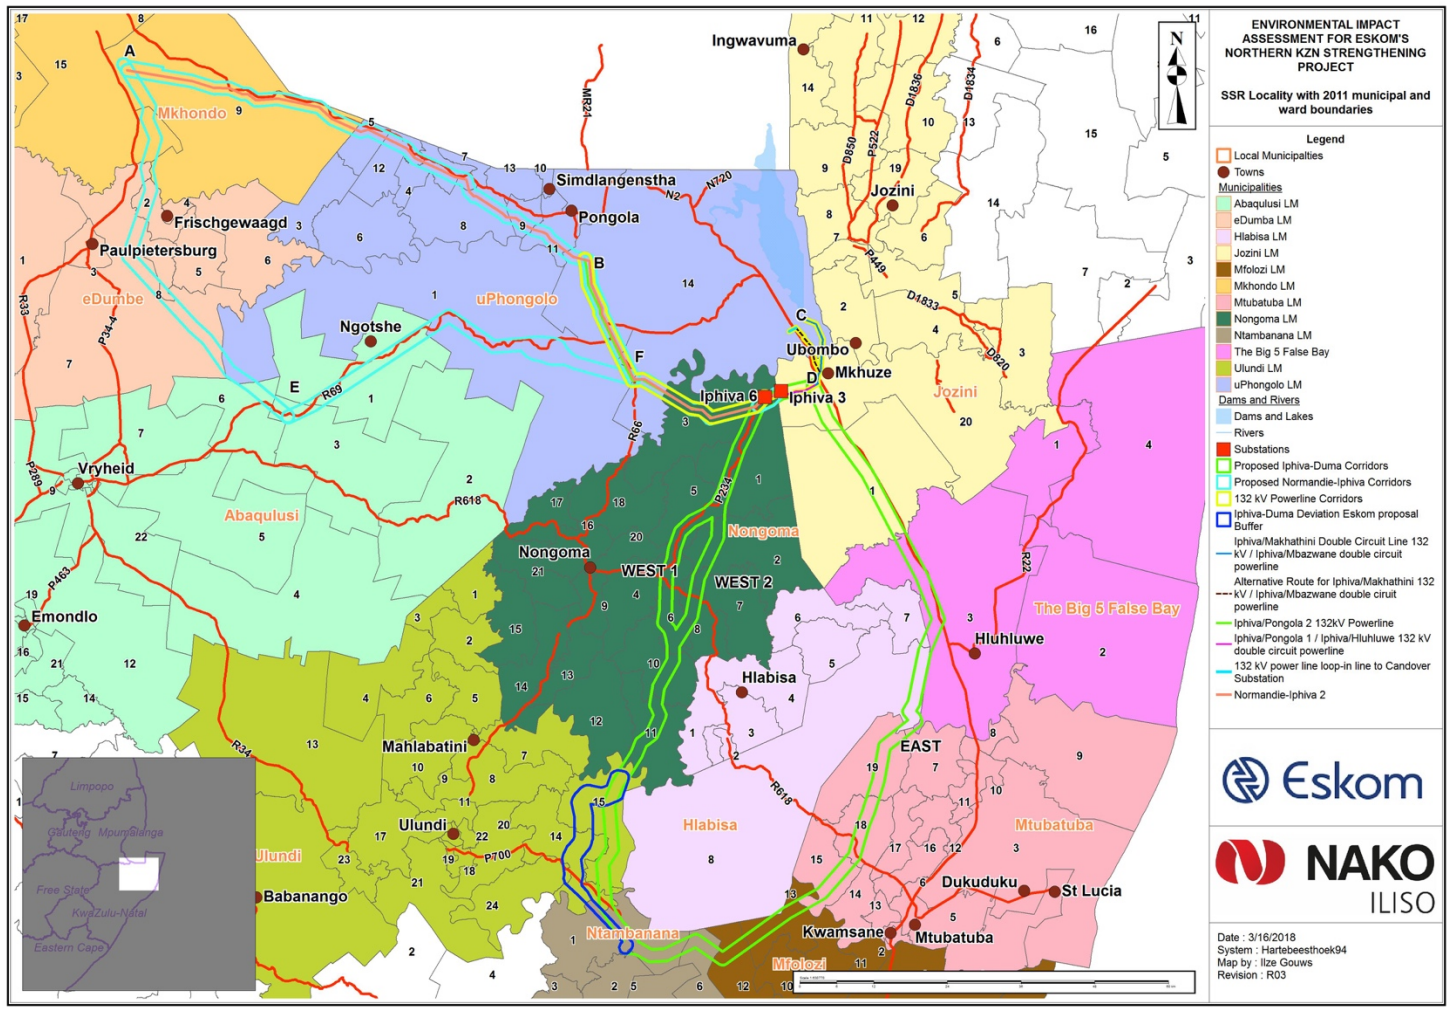 ENVIRONMENTAL IMPACT
ASSESSMENT FOR ESKOM'S
NORTHERN KZN STRENGTHENING
PROJECT
SSR Locality with 2011 municipal and
ward boundaries
Legend
Local Municipalties
Towns
Municipalities
Abaqulusi LM
eDumba LM
Hlabisa LM
Jozini LM
Mfolozi LM
Mkhondo LM
Mtubatuba LM
Nongoma LM
Ntambanana LM
The Big 5 False Bay
Ulundi LM
uPhongolo LM
Dams and Rivers
Dams and Lakes
Rivers
Substations
Proposed Iphiva-Duma Corridors
Proposed Normandie-Iphiva Corridors
132 kV Powerline Corridors
Iphiva-Duma Deviation Eskom proposal
Buffer
Iphiva/Makhathini Double Circuit Line 132
kV / Iphiva/Mbazwane double circuit
powerline
Alternative Route for Iphiva/Makhathini 132
kV / Iphiva/Mbazwane double ciruit
powerline
Iphiva/Pongola 2 132kV Powerline
Iphiva/Pongola 1 / Iphiva/Hluhluwe 132 kV
double circuit powerline
132 kV power line loop-in line to Candover
Substation
Normandie-Iphiva 2
Eskom
NAKO
ILISO
Date : 3/16/2018
System : Hartebeesthoek94
Map by : Ilze Gouws
Revision : R03
N
A
B
C
D
E
F
Ingwavuma
Mkhondo
Simdlangenstha
Pongola
Jozini
Frischgewaagd
Paulpietersburg
eDumbe
uPhongolo
Ngotshe
Ubombo
Mkhuze
Iphiva 6
Iphiva 3
Jozini
Vryheid
Abaqulusi
Nongoma
Nongoma
WEST 1
WEST 2
The Big 5 False Bay
Emondlo
Hluhluwe
Hlabisa
Mahlabatini
EAST
Ulundi
Hlabisa
Mtubatuba
Ulundi
Babanango
Dukuduku
St Lucia
Kwamsane
Mtubatuba
Ntambanana
Mfolozi
MR21
N2
N720
D850
P522
D1836
D1834
P449
D1833
D820
R33
P34-4
R69
R66
P289
R618
P234
P463
R22
R34
R618
P700
Limpopo
Gauteng
Mpumalanga
Free State
KwaZulu-Natal
Eastern Cape